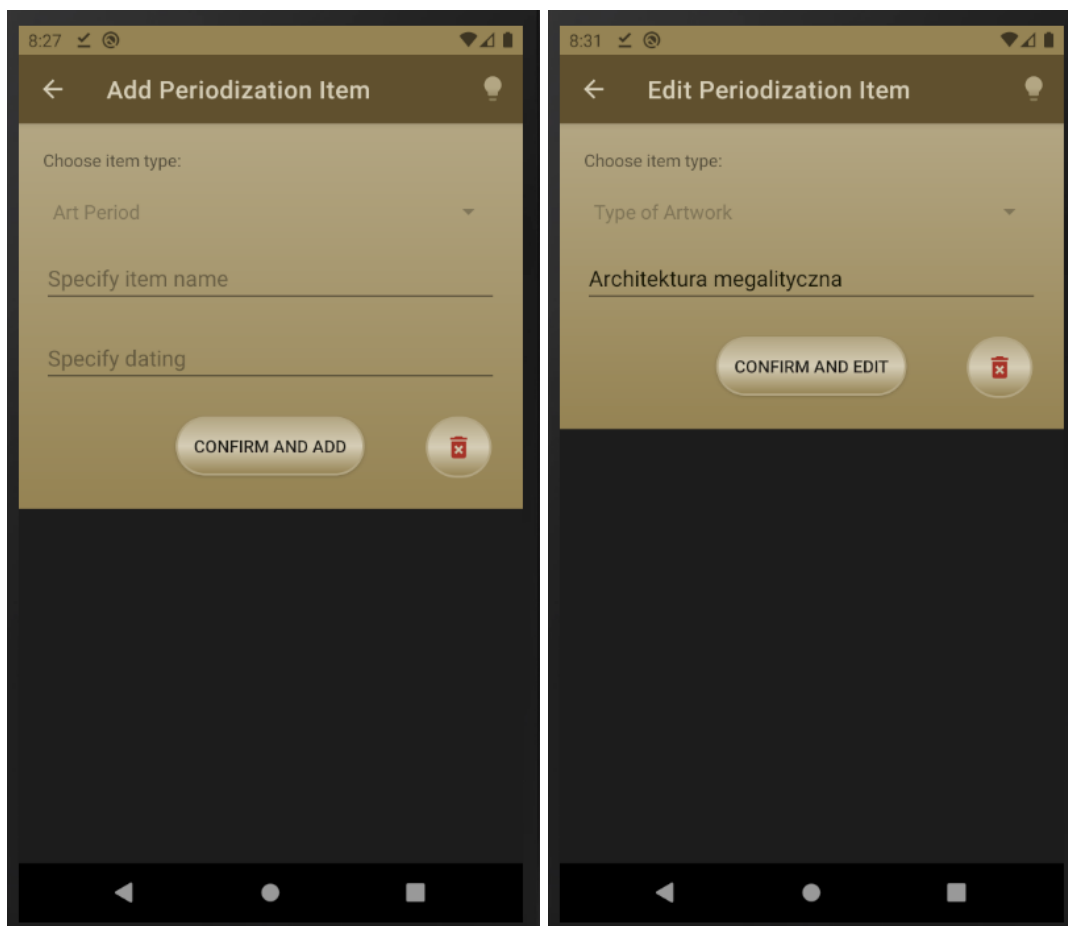 8:27
Add Periodization Item
Choose item type:
Art Period
Specify item name
Specify dating
CONFIRM AND ADD
8:31
Edit Periodization Item
Choose item type:
Type of Artwork
Architektura megalityczna
CONFIRM AND EDIT